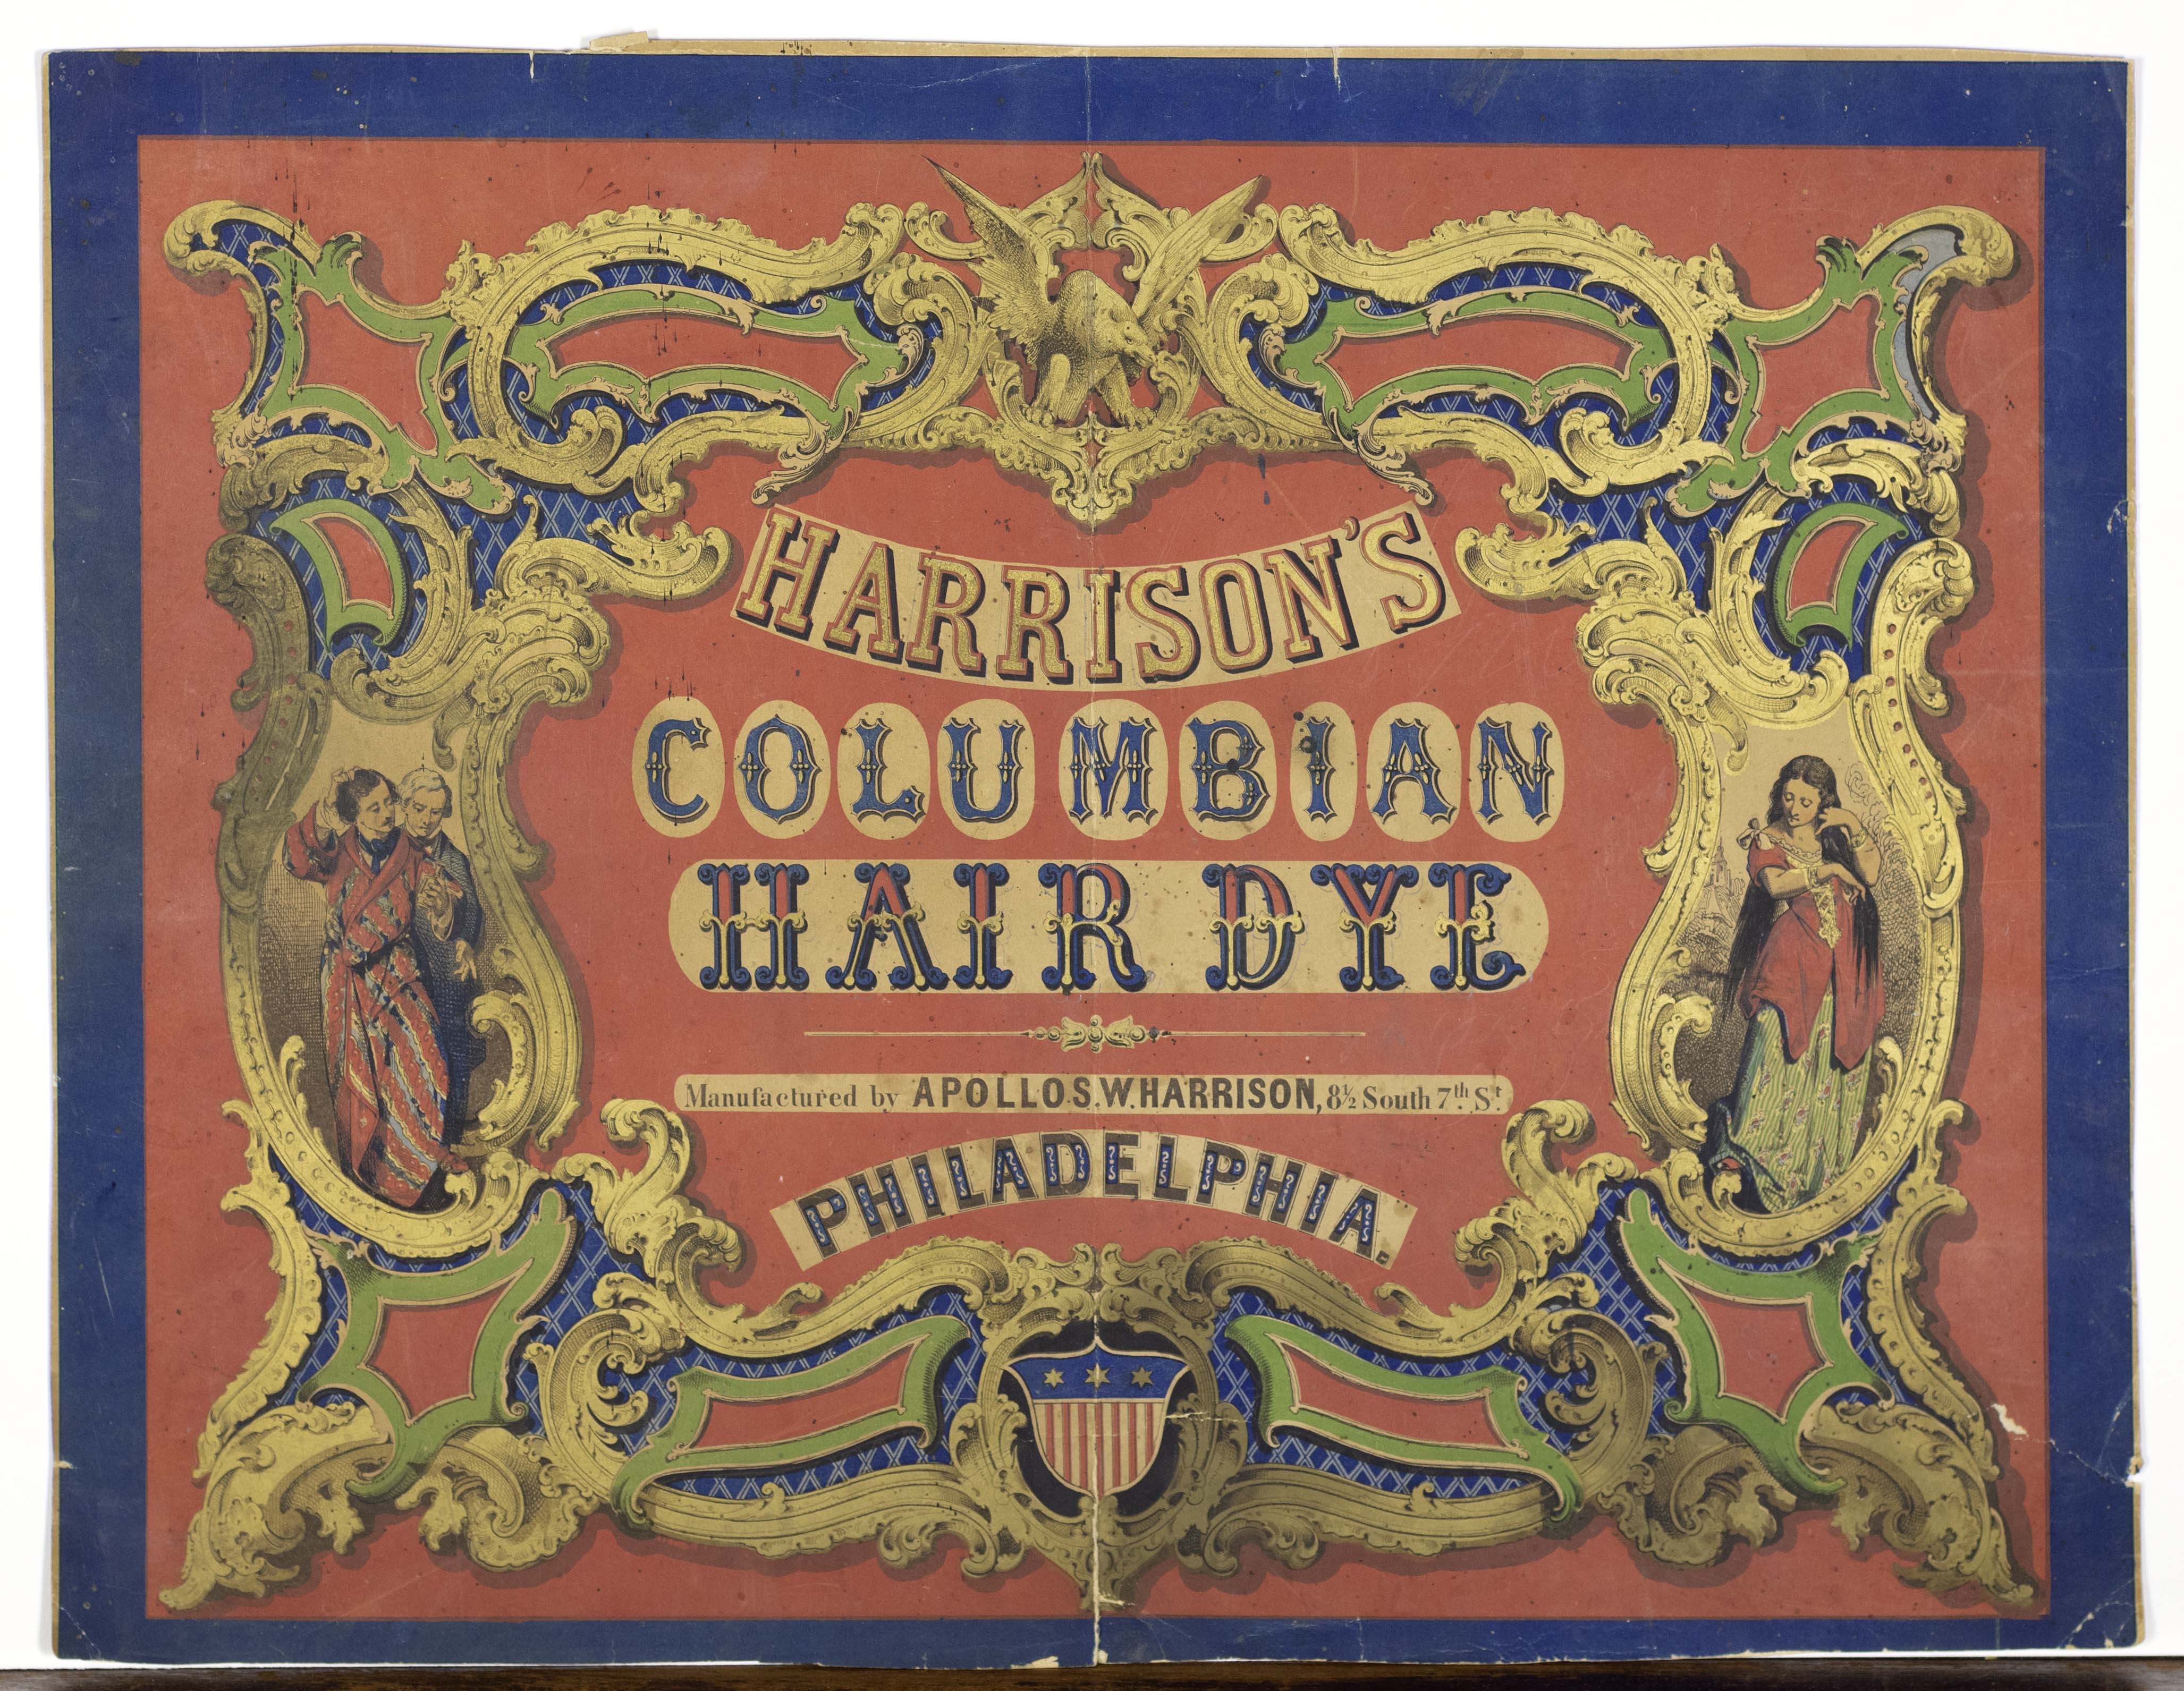 HARRISON'S
COLUMBIAN
HAIR DYE
Manufactured by APOLLOS.W.HARRISON, 8½ South 7th. St
PHILADELPHIA.